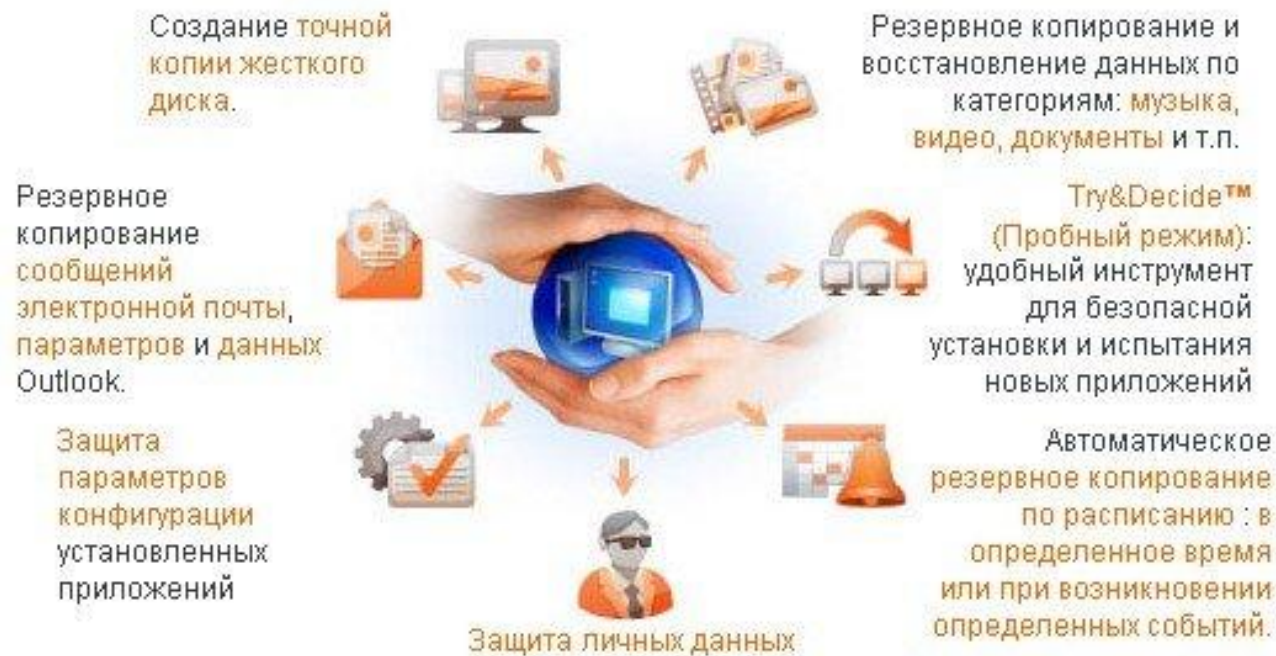 Создание точной
копии жесткого
диска.
Резервное копирование и
восстановление данных по
категориям: музыка,
видео, документы и т.п.
Резервное
копирование
сообщений
электронной почты,
параметров и данных
Outlook.
Try&Decide™
(Пробный режим):
удобный инструмент
для безопасной
установки и испытания
новых приложений
Защита
параметров
конфигурации
установленных
приложений
Автоматическое
резервное копирование
по расписанию : в
определенное время
или при возникновении
определенных событий.
Защита личных данных